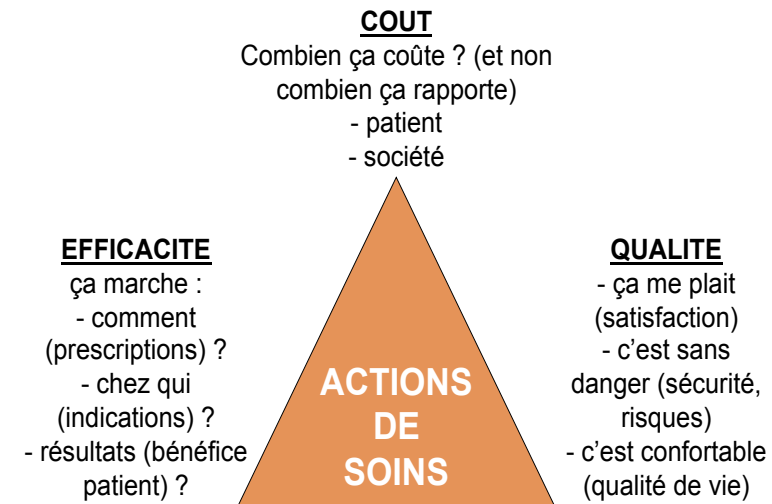 COUT
Combien ça coûte ? (et non
combien ça rapporte)
- patient
- société
EFFICACITE
ça marche :
- comment
(prescriptions) ?
- chez qui
(indications) ?
- résultats (bénéfice
patient) ?
ACTIONS
DE
SOINS
QUALITE
- ça me plait
(satisfaction)
- c’est sans
danger (sécurité,
risques)
- c’est confortable
(qualité de vie)